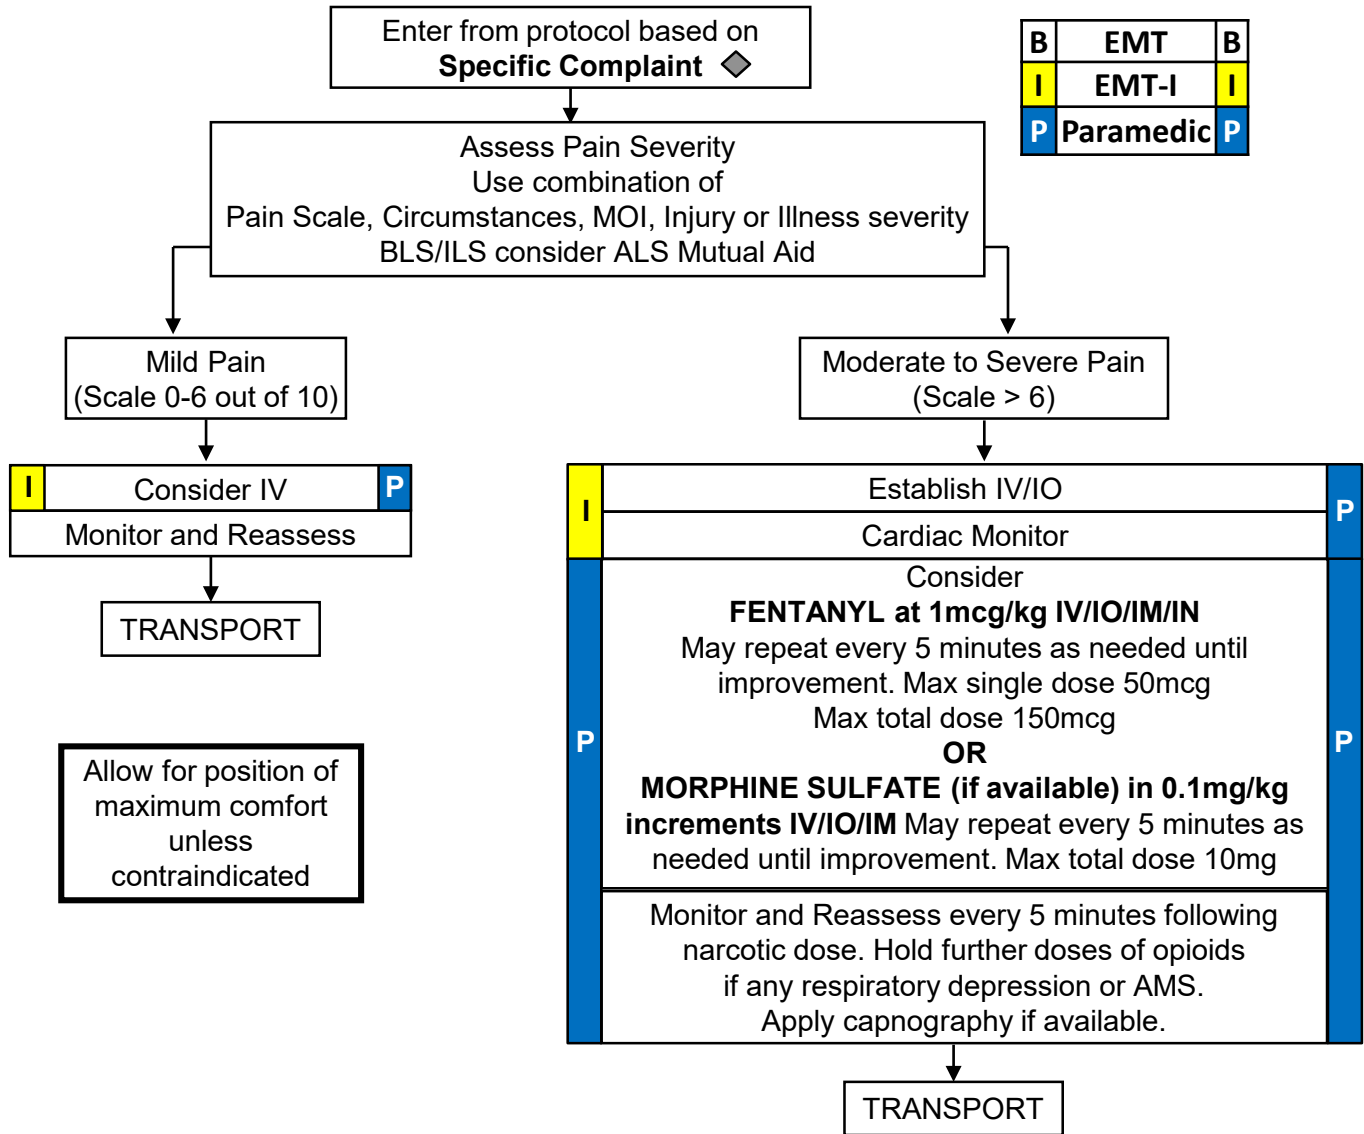 Enter from protocol based on
Specific Complaint
B EMT B
I EMT-I I
P Paramedic P
Assess Pain Severity
Use combination of
Pain Scale, Circumstances, MOI, Injury or Illness severity
BLS/ILS consider ALS Mutual Aid
Mild Pain
(Scale 0-6 out of 10)
I Consider IV P
Monitor and Reassess
TRANSPORT
Allow for position of
maximum comfort
unless
contraindicated
Moderate to Severe Pain
(Scale > 6)
Establish IV/IO
I P
Cardiac Monitor
Consider
FENTANYL at 1mcg/kg IV/IO/IM/IN
May repeat every 5 minutes as needed until
improvement. Max single dose 50mcg
Max total dose 150mcg
P OR P
MORPHINE SULFATE (if available) in 0.1mg/kg
increments IV/IO/IM May repeat every 5 minutes as
needed until improvement. Max total dose 10mg
Monitor and Reassess every 5 minutes following
narcotic dose. Hold further doses of opioids
if any respiratory depression or AMS.
Apply capnography if available.
TRANSPORT